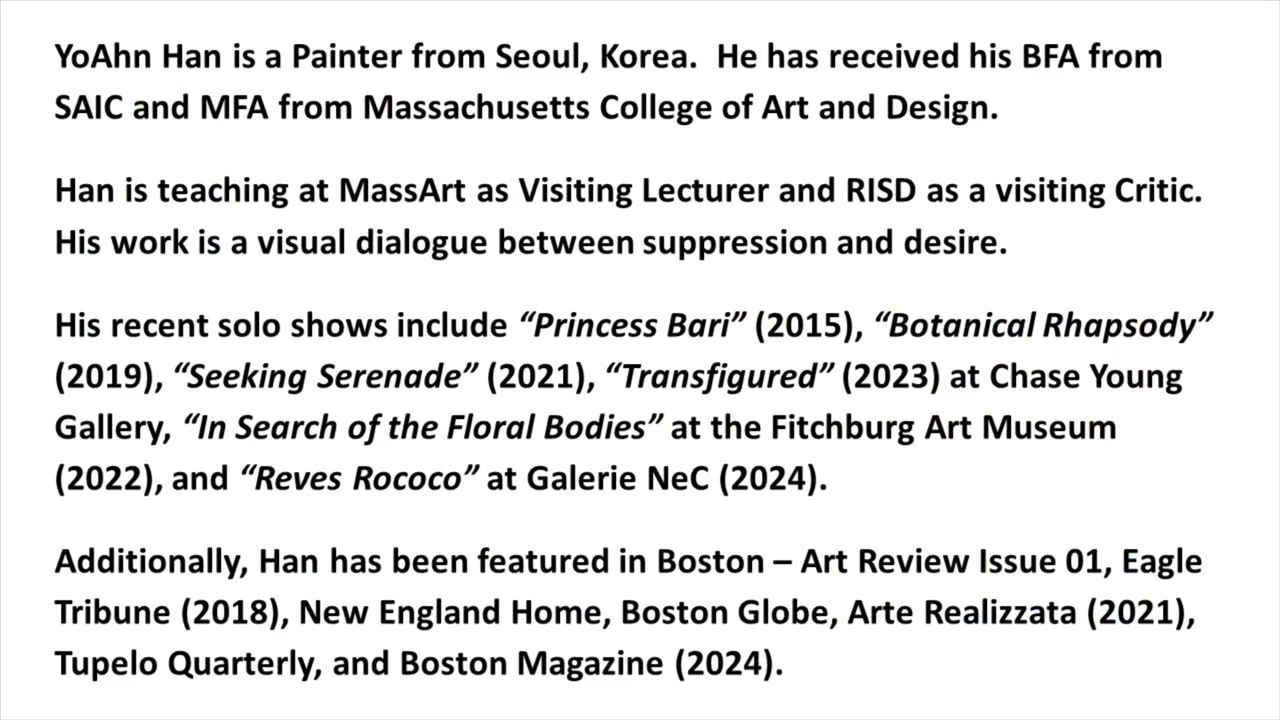 YoAhn Han is a Painter from Seoul, Korea.  He has received his BFA from
SAIC and MFA from Massachusetts College of Art and Design.
Han is teaching at MassArt as Visiting Lecturer and RISD as a visiting Critic.
His work is a visual dialogue between suppression and desire.
His recent solo shows include “Princess Bari” (2015), “Botanical Rhapsody”
(2019), “Seeking Serenade” (2021), “Transfigured” (2023) at Chase Young
Gallery, “In Search of the Floral Bodies” at the Fitchburg Art Museum
(2022), and “Reves Rococo” at Galerie NeC (2024).
Additionally, Han has been featured in Boston – Art Review Issue 01, Eagle
Tribune (2018), New England Home, Boston Globe, Arte Realizzata (2021),
Tupelo Quarterly, and Boston Magazine (2024).